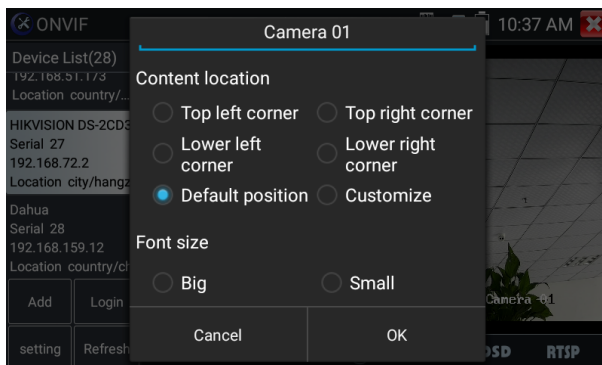 ONVIF
10:37 AM
Device List(28)
192.168.51.173
Location country/...
HIKVISION DS-2CD3
Serial 27
192.168.72.2
Location city/hangz
Dahua
Serial 28
192.168.159.12
Location country/ch
Add
Login
setting
Refresh
Camera 01
Content location
Top left corner
Top right corner
Lower left
corner
Lower right
corner
Default position
Customize
Font size
Big
Small
Cancel
OK
Camera 01
OSD
RTSP